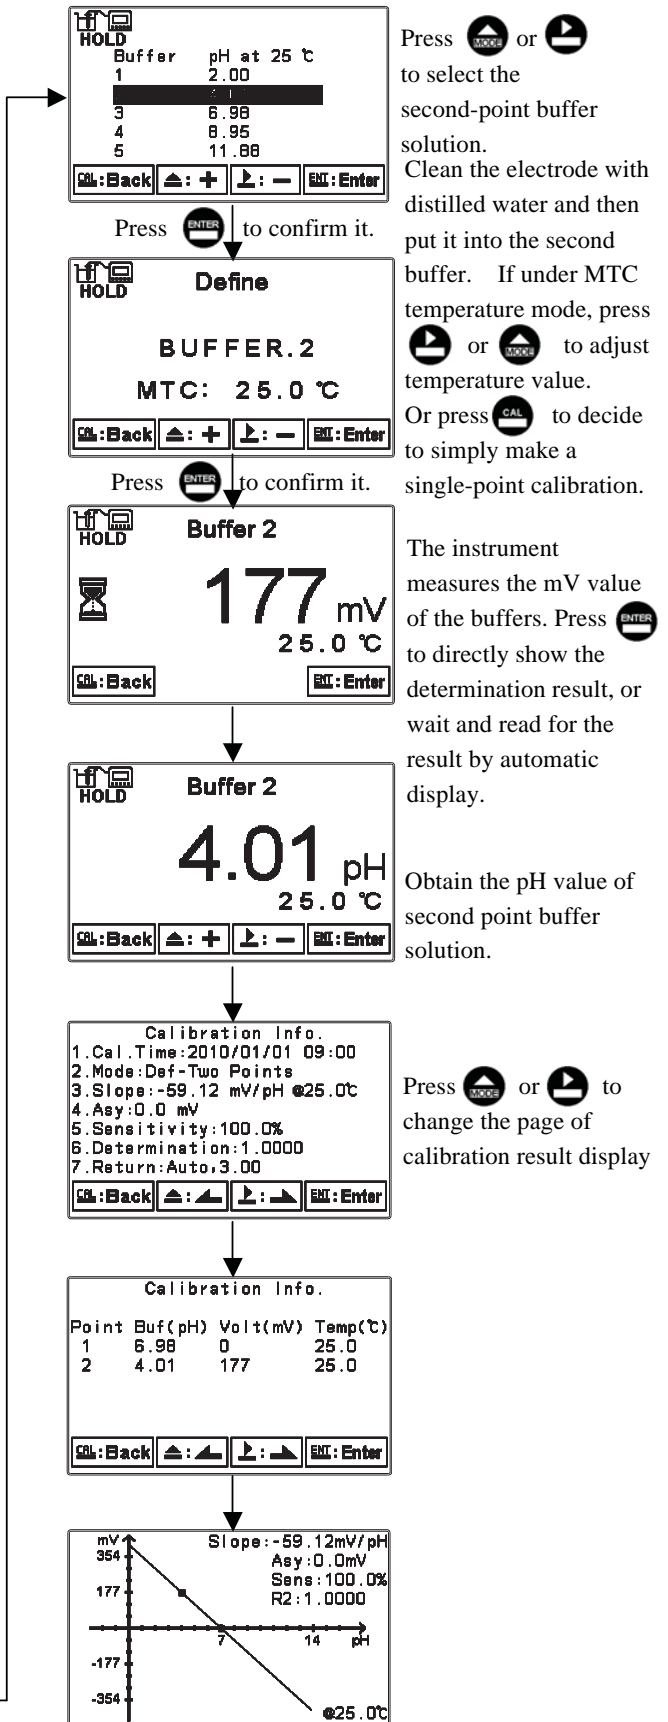 HOLD
Buffer pH at 25 ℃
1 2.00
3 6.98
4 8.95
5 11.88
CAL:Back : + : — ENT:Enter
Press MODE or
to select the
second-point buffer
solution.
Press ENTER to confirm it.
Clean the electrode with
distilled water and then
put it into the second
buffer. If under MTC
temperature mode, press
or MODE to adjust
temperature value.
Or press CAL to decide
to simply make a
single-point calibration.
HOLD
Define
BUFFER.2
MTC: 25.0 ℃
CAL:Back : + : — ENT:Enter
Press ENTER to confirm it.
HOLD
Buffer 2
177 mV
25.0 ℃
CAL:Back ENT:Enter
The instrument
measures the mV value
of the buffers. Press ENTER
to directly show the
determination result, or
wait and read for the
result by automatic
display.
HOLD
Buffer 2
4.01 pH
25.0 ℃
CAL:Back : + : — ENT:Enter
Obtain the pH value of
second point buffer
solution.
Calibration Info.
1.Cal.Time:2010/01/01 09:00
2.Mode:Def-Two Points
3.Slope:-59.12 mV/pH @25.0℃
4.Asy:0.0 mV
5.Sensitivity:100.0%
6.Determination:1.0000
7.Return:Auto,3.00
CAL:Back : : ENT:Enter
Press MODE or to
change the page of
calibration result display
Calibration Info.
Point Buf(pH) Volt(mV) Temp(℃)
1 6.98 0 25.0
2 4.01 177 25.0
CAL:Back : : ENT:Enter
mV
354
177
-177
-354
7 14 pH
Slope:-59.12mV/pH
Asy:0.0mV
Sens:100.0%
R2:1.0000
@25.0℃